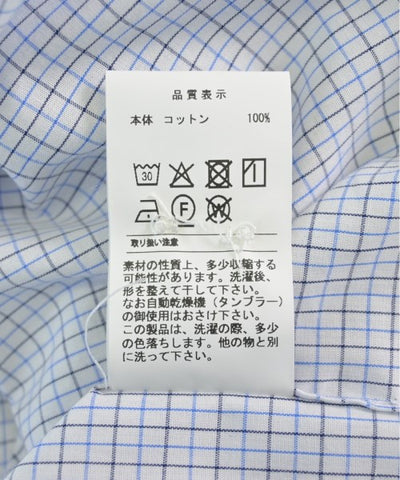 品質表示
本体 コットン 100%
30
F
W
取り扱い注意
素材の性質上、多少収縮する
可能性があります。洗濯後、
形を整えて干して下さい。
なお自動乾燥機（タンブラー）
の御使用はおさけ下さい。
この製品は、洗濯の際、多少
の色落ちします。他の物と別
に洗って下さい。